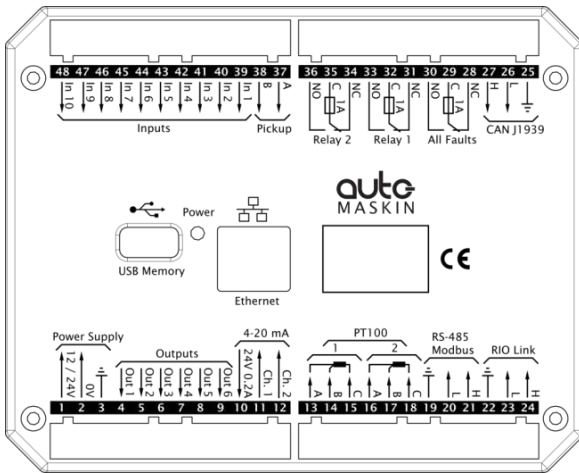 48 47 46 45 44 43 42 41 40 39 38 37
36 35 34 33 32 31 30 29 28 27 26 25
In 10 In 9 In 8 In 7 In 6 In 5 In 4 In 3 In 2 In 1 B A
NO C NC NO C NC NO C NC H L
1A 1A 1A
Inputs Pickup
Relay 2 Relay 1 All Faults CAN J1939
auto
MASKIN
Power
USB Memory
Ethernet
CE
Power Supply
12 / 24V 0V
Outputs
Out 1 Out 2 Out 3 Out 4 Out 5 Out 6
4-20 mA
24V 0.2A Ch. 1 Ch. 2
PT100
1 2
A B C A B C
RS-485
Modbus
L H
RIO Link
L H
1 2 3 4 5 6 7 8 9 10 11 12
13 14 15 16 17 18 19 20 21 22 23 24